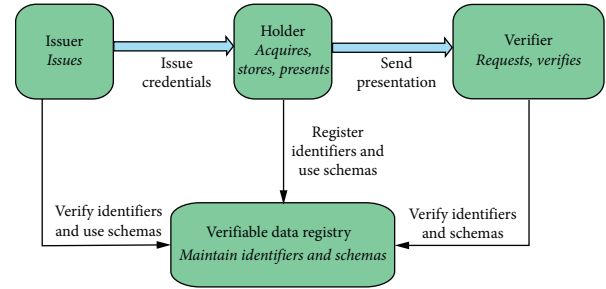 Issuer
Issues
Issue
credentials
Holder
Acquires,
stores, presents
Send
presentation
Verifier
Requests, verifies
Register
identifiers and
use schemas
Verify identifiers
and use schemas
Verifiable data registry
Maintain identifiers and schemas
Verify identifiers
and schemas